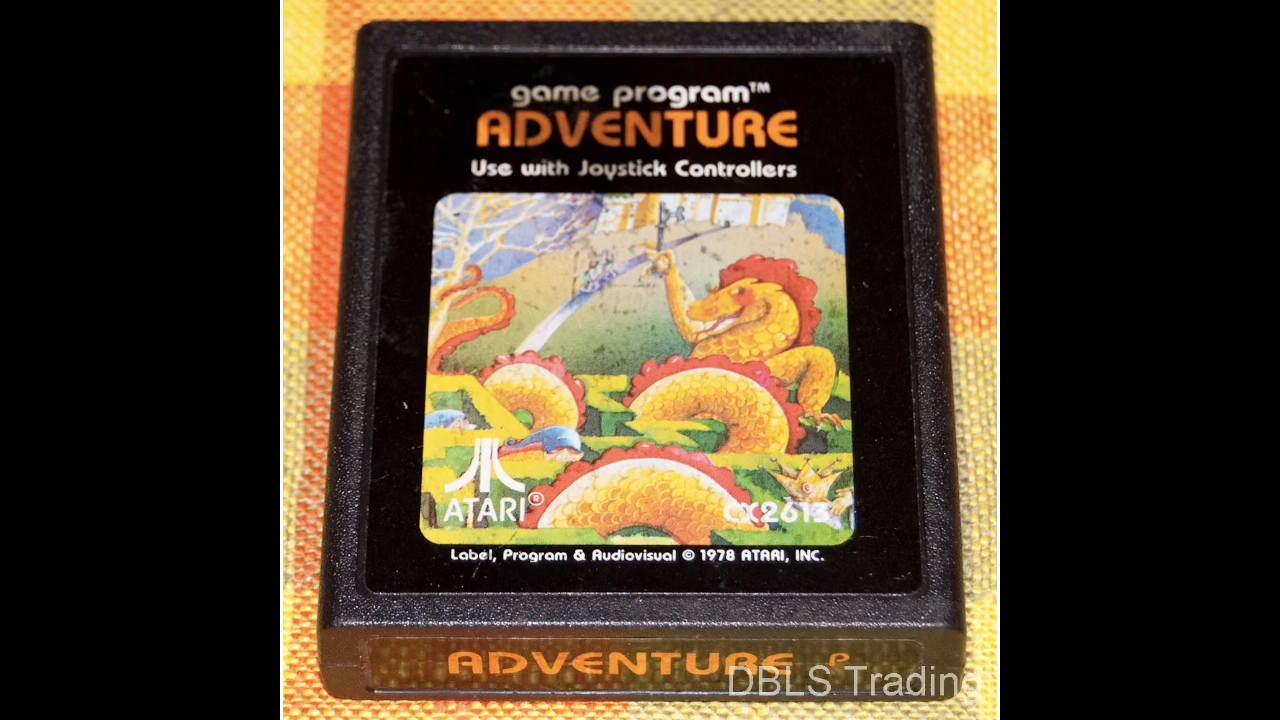 game program™
ADVENTURE
Use with Joystick Controllers
ATARI®
CX2613
Label, Program & Audiovisual © 1978 ATARI, INC.
ADVENTURE P
DBLS Trading